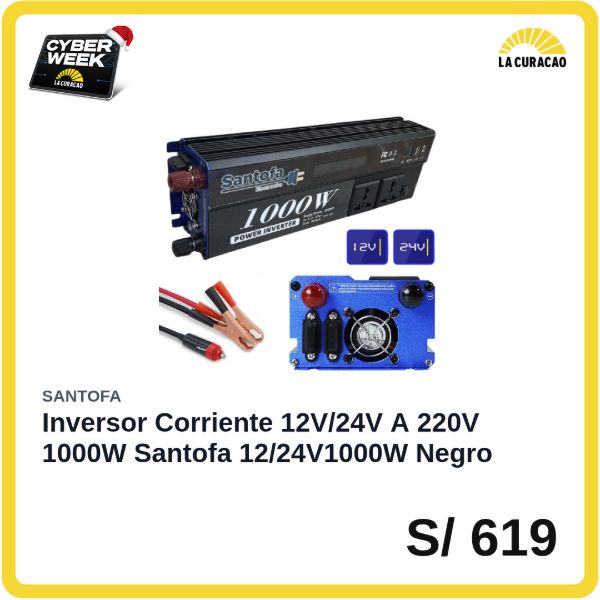 CYBER
WEEK
LA CURACAO
LA CURACAO
Santofa
1000W
POWER INVERTER
12V
24V
SANTOFA
Inversor Corriente 12V/24V A 220V
1000W Santofa 12/24V1000W Negro
S/ 619